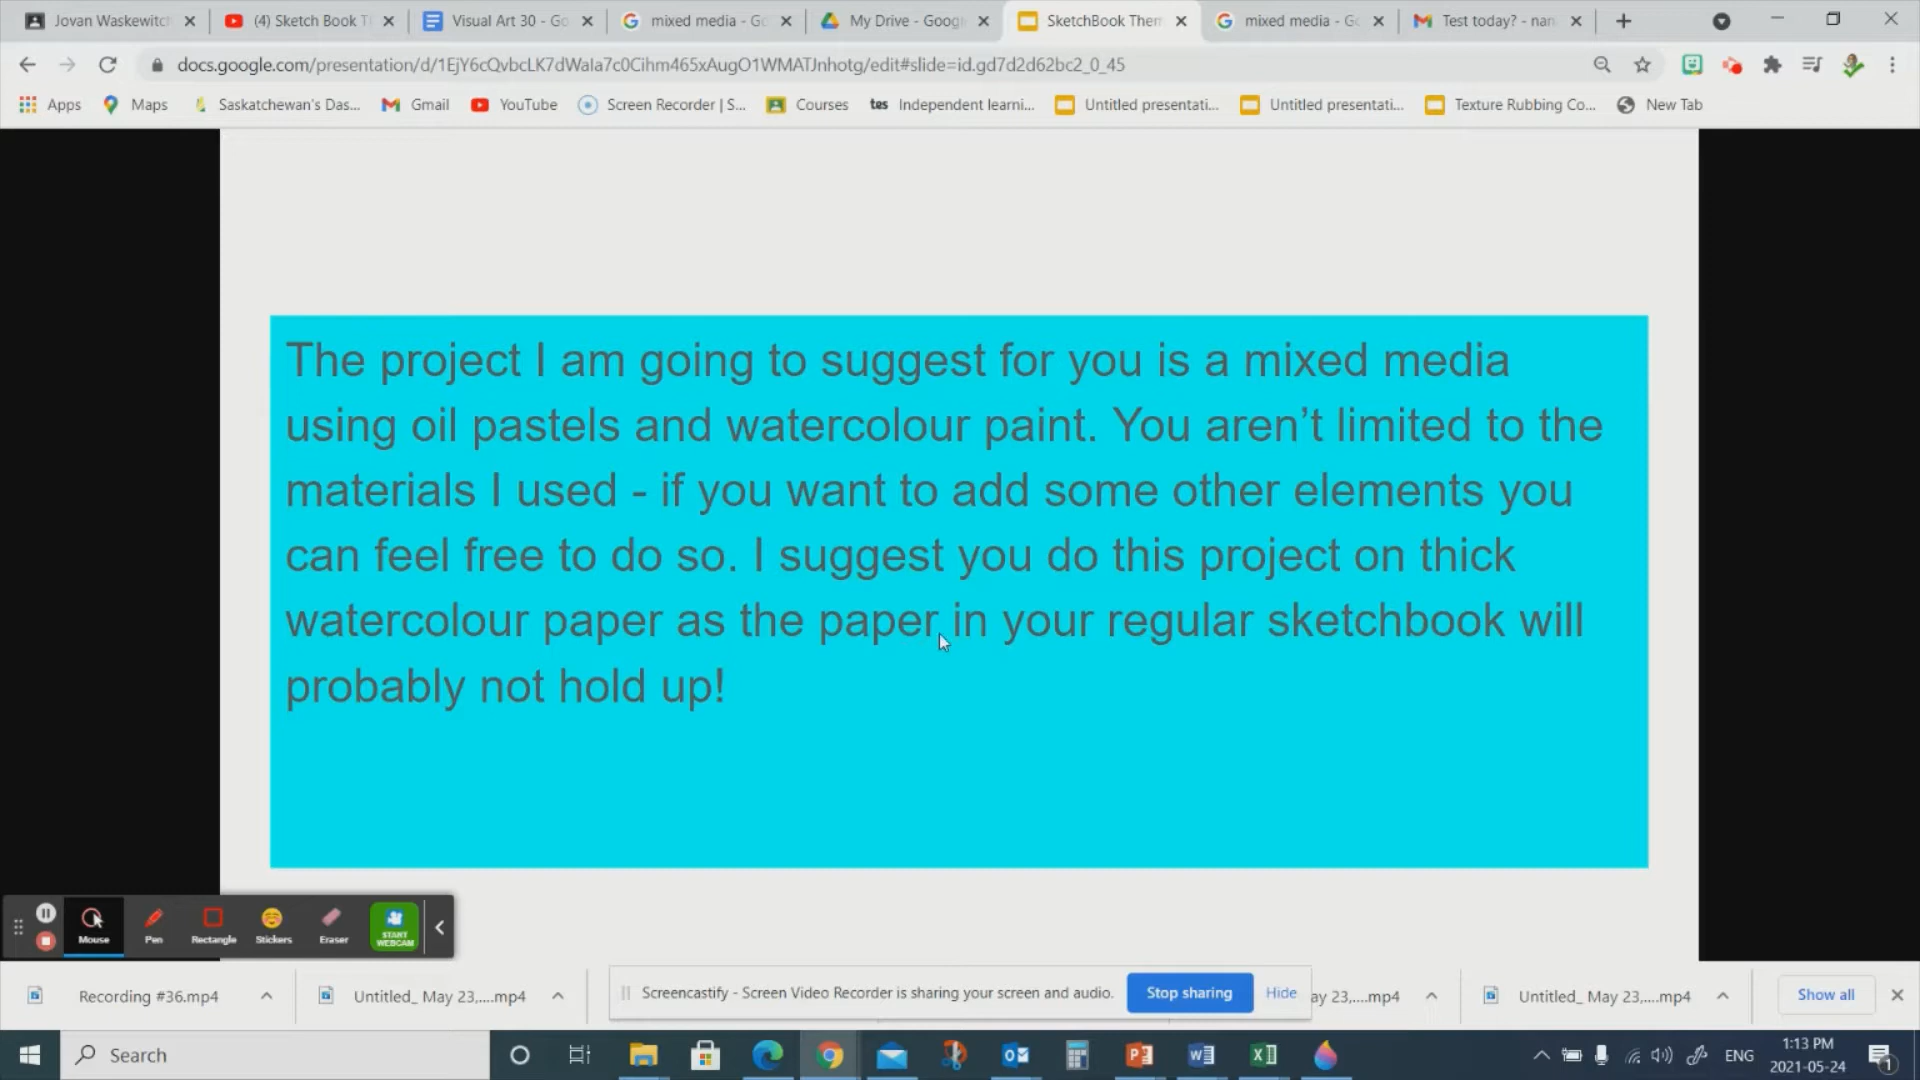 Jovan Waskewitch
(4) Sketch Book T
Visual Art 30 - Go
mixed media - Go
My Drive - Google
SketchBook Them
mixed media - Go
Test today? - nan
docs.google.com/presentation/d/1EjY6cQvbcLK7dWaIa7c0Cihm465xAugO1WMATJnhotg/edit#slide=id.gd7d2d62bc2_0_45
Apps
Maps
Saskatchewan's Das...
Gmail
YouTube
Screen Recorder | S...
Courses
tes
Independent learni...
Untitled presentati...
Untitled presentati...
Texture Rubbing Co...
New Tab
The project I am going to suggest for you is a mixed media
using oil pastels and watercolour paint. You aren't limited to the
materials I used - if you want to add some other elements you
can feel free to do so. I suggest you do this project on thick
watercolour paper as the paper in your regular sketchbook will
probably not hold up!
Mouse
Pen
Rectangle
Stickers
Eraser
START
WEBCAM
Recording #36.mp4
Untitled_ May 23,....mp4
Screencastify - Screen Video Recorder is sharing your screen and audio.
Stop sharing
Hide
ay 23,....mp4
Untitled_ May 23,....mp4
Show all
Search
ENG
1:13 PM
2021-05-24
1